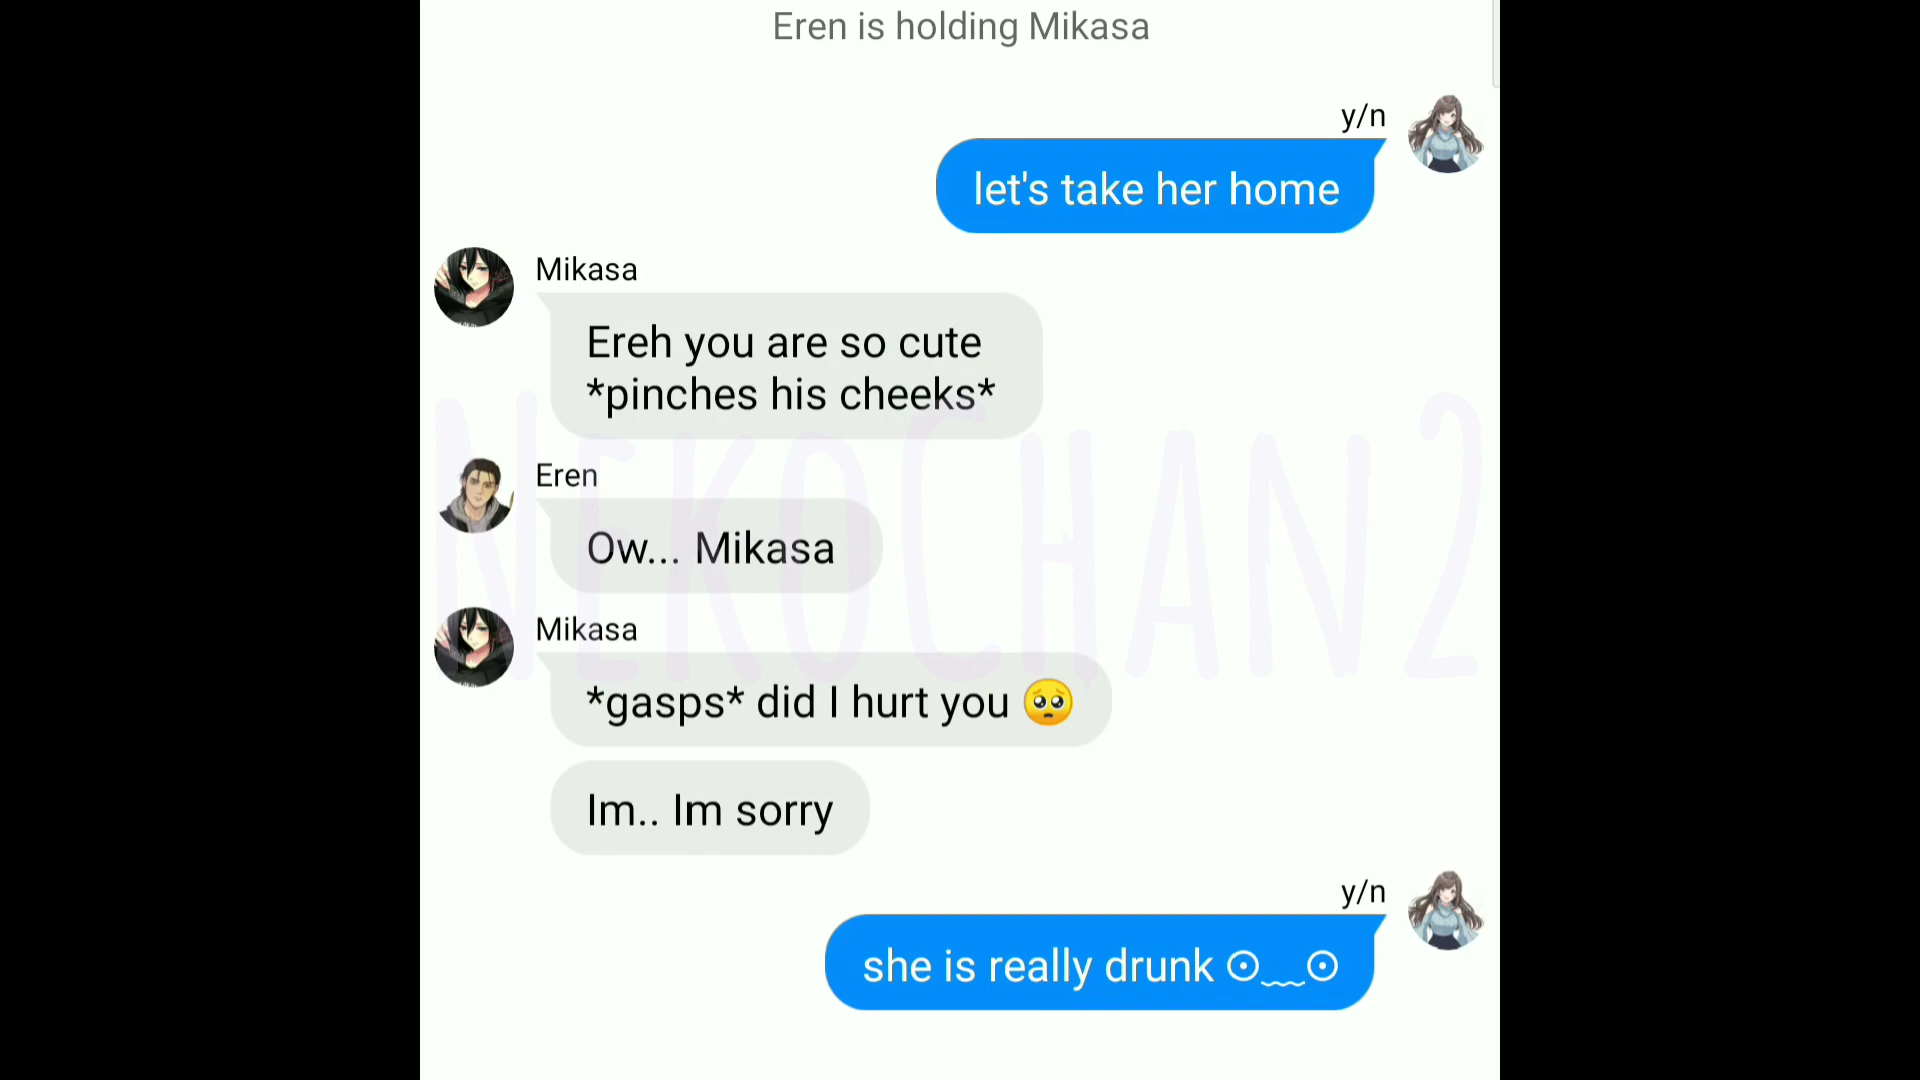 Eren is holding Mikasa
y/n
let's take her home
Mikasa
Ereh you are so cute
*pinches his cheeks*
Eren
Ow... Mikasa
Mikasa
*gasps* did I hurt you 🥺
Im.. Im sorry
y/n
she is really drunk ⊙﹏⊙
NEKOCHAN2